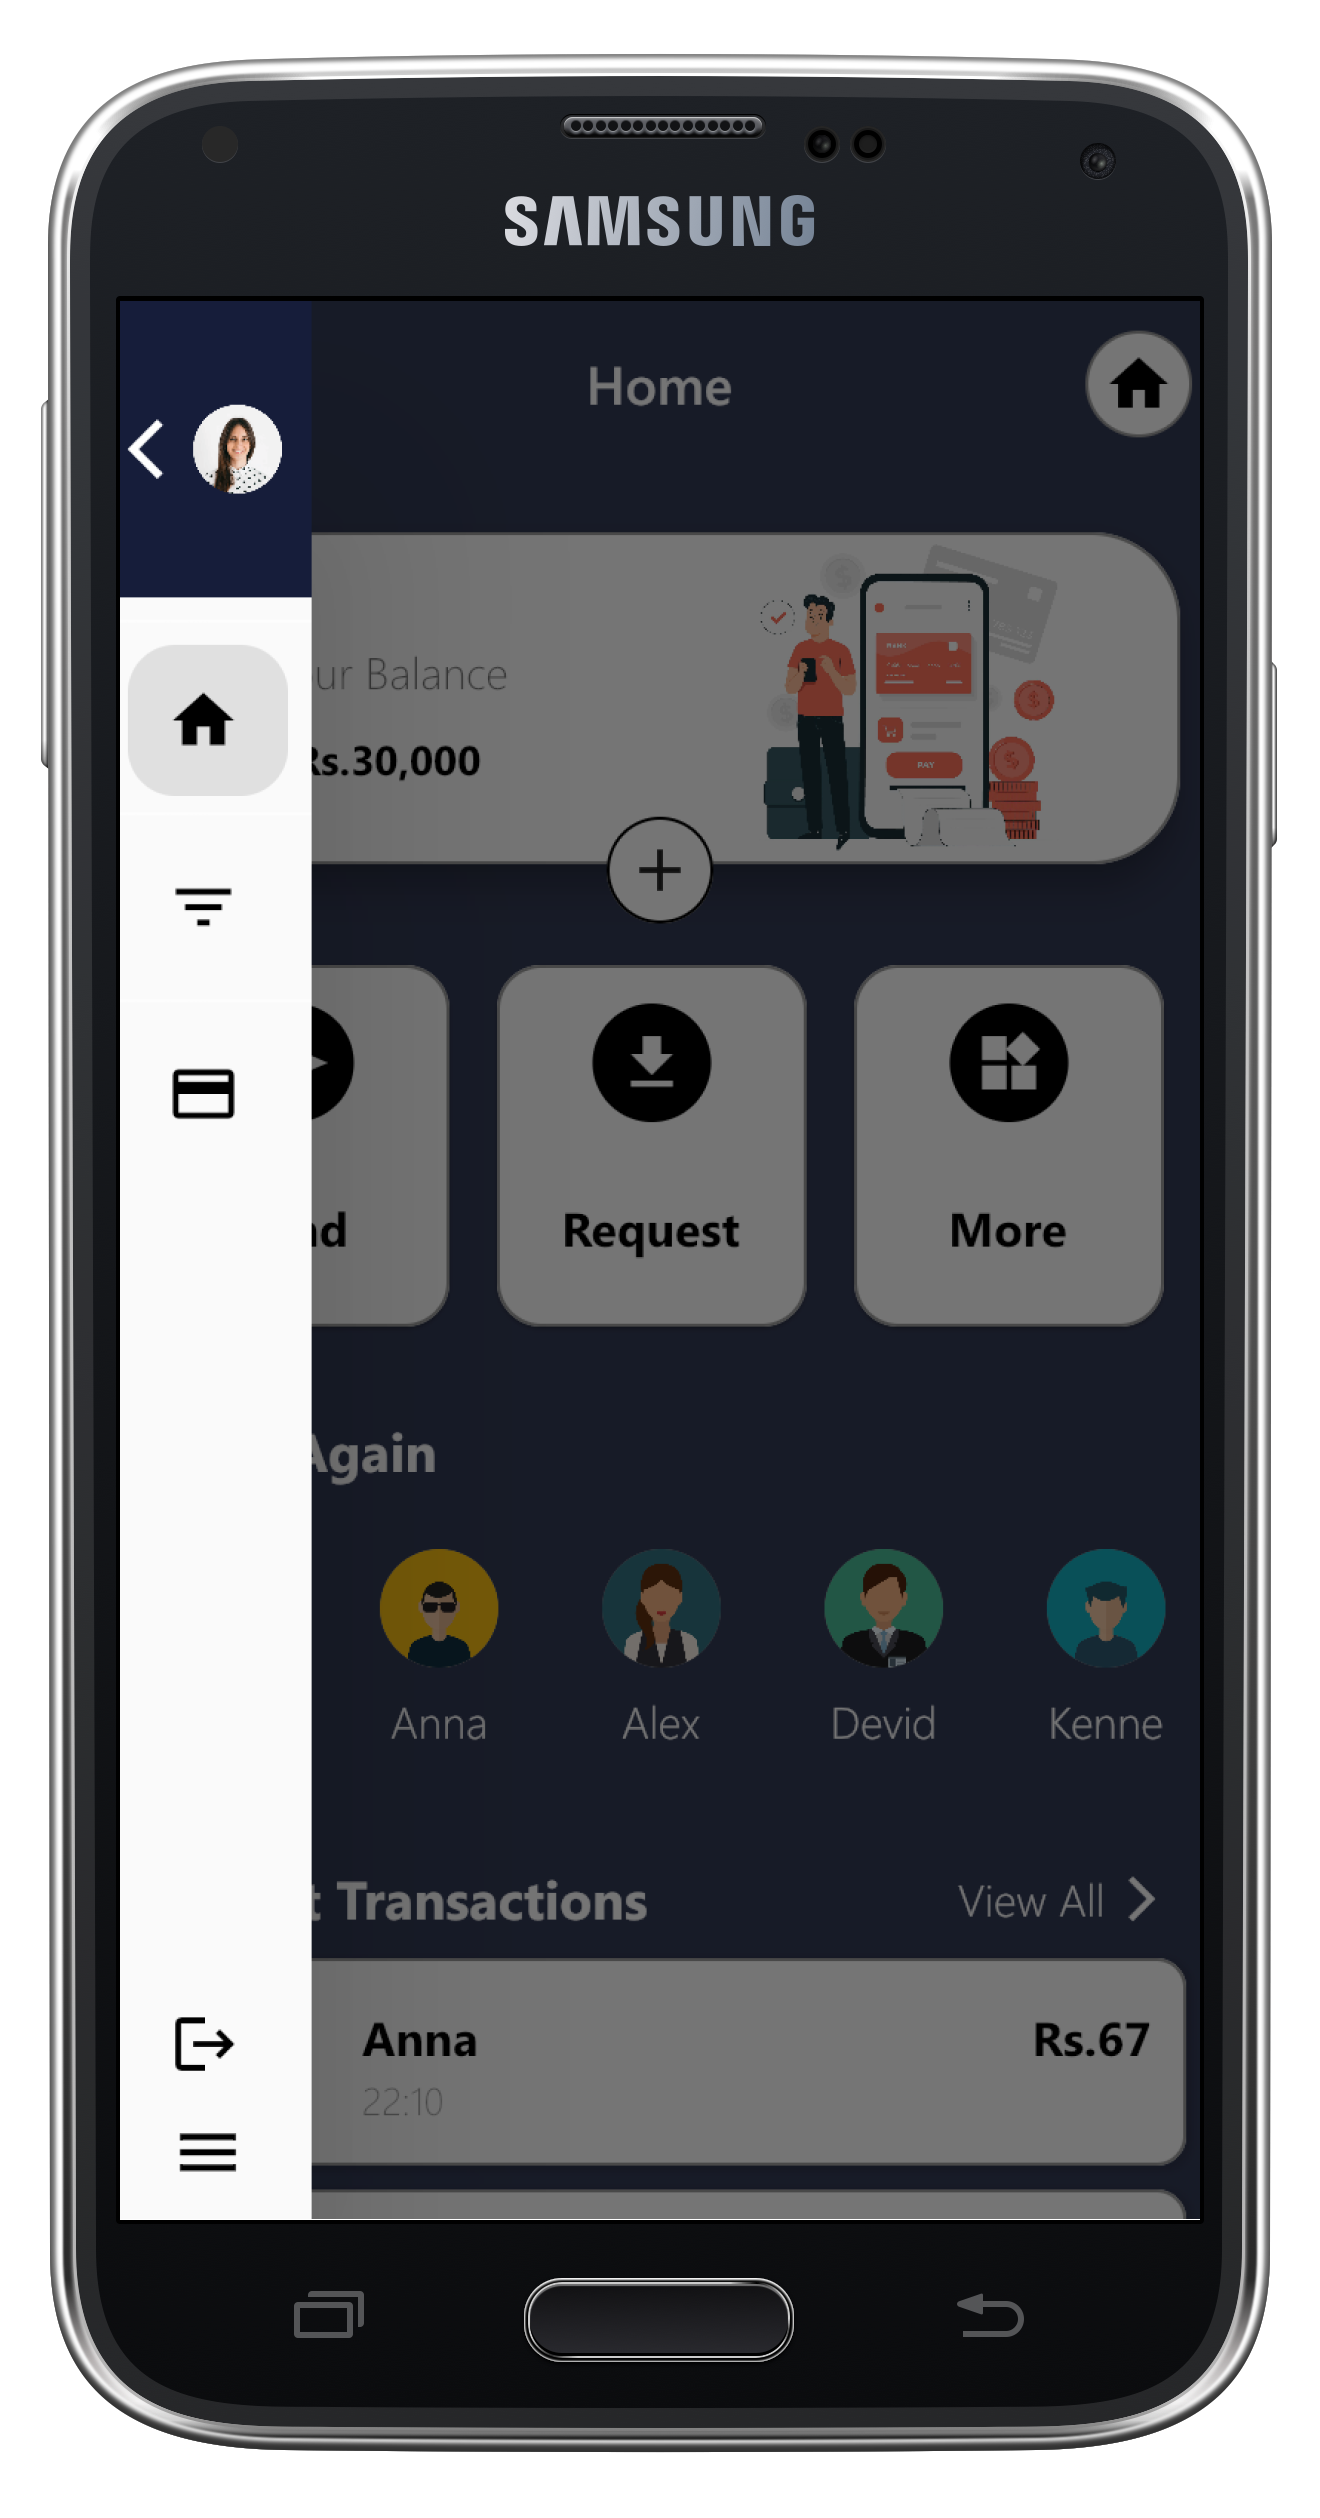 SAMSUNG
Home
ur Balance
Rs.30,000
PAY
nd
Request
More
Again
Anna
Alex
Devid
Kenne
t Transactions
View All
Anna
Rs.67
22:10